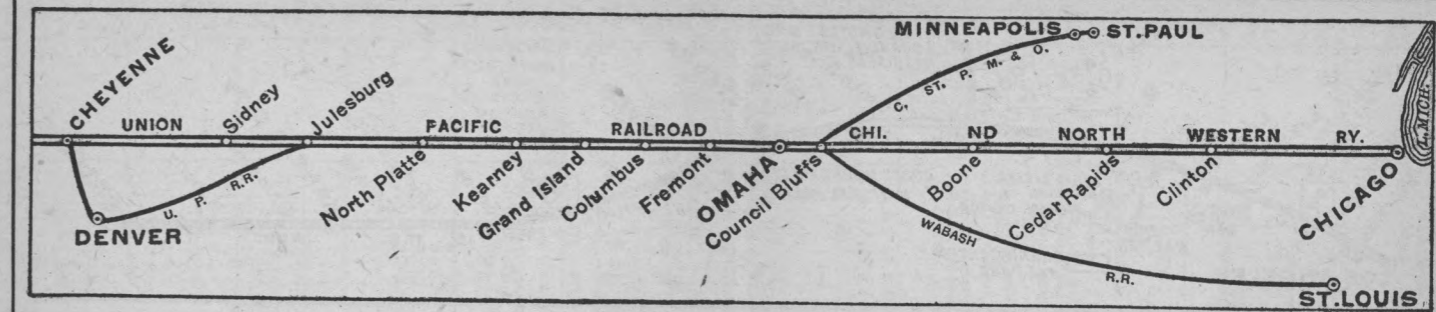 MINNEAPOLIS ST. PAUL
C. ST. P. M. & O.
CHEYENNE
UNION PACIFIC RAILROAD
Sidney
Julesburg
CHI. ND NORTH WESTERN RY.
L. MICH.
U. P. R.R.
DENVER
North Platte
Kearney
Grand Island
Columbus
Fremont
OMAHA
Council Bluffs
Boone
Cedar Rapids
Clinton
CHICAGO
WABASH R.R.
ST. LOUIS